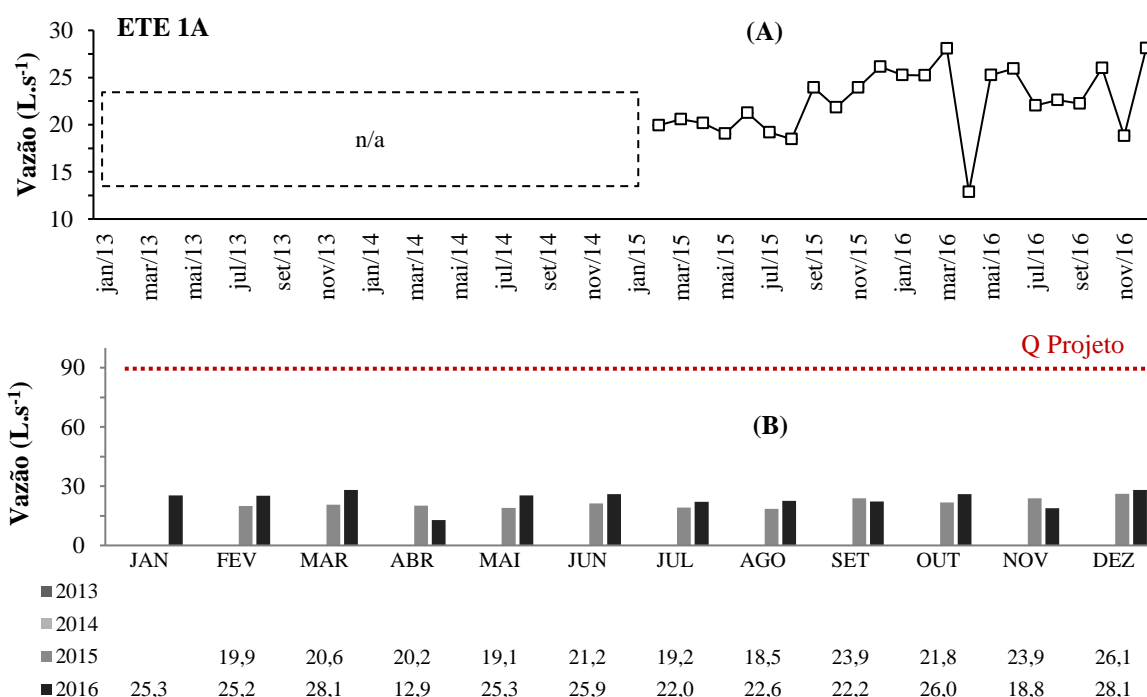 ETE 1A
(A)
Vazão (L.s-1)
30
25
20
15
10
n/a
jan/13 mar/13 mai/13 jul/13 set/13 nov/13 jan/14 mar/14 mai/14 jul/14 set/14 nov/14 jan/15 mar/15 mai/15 jul/15 set/15 nov/15 jan/16 mar/16 mai/16 jul/16 set/16 nov/16
Q Projeto
(B)
Vazão (L.s-1)
90
60
30
0
JAN FEV MAR ABR MAI JUN JUL AGO SET OUT NOV DEZ
2013
2014
2015 19,9 20,6 20,2 19,1 21,2 19,2 18,5 23,9 21,8 23,9 26,1
2016 25,3 25,2 28,1 12,9 25,3 25,9 22,0 22,6 22,2 26,0 18,8 28,1